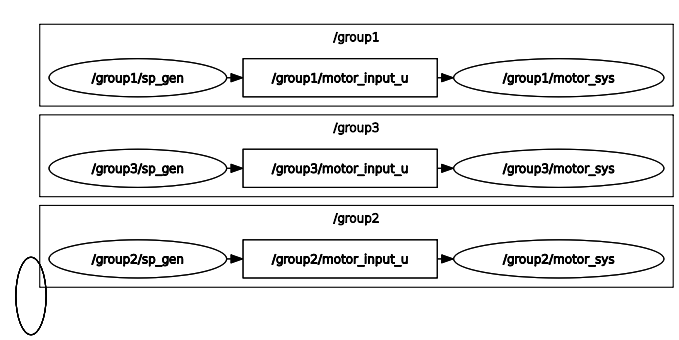 /group1
/group1/sp_gen /group1/motor_input_u /group1/motor_sys
/group3
/group3/sp_gen /group3/motor_input_u /group3/motor_sys
/group2
/group2/sp_gen /group2/motor_input_u /group2/motor_sys